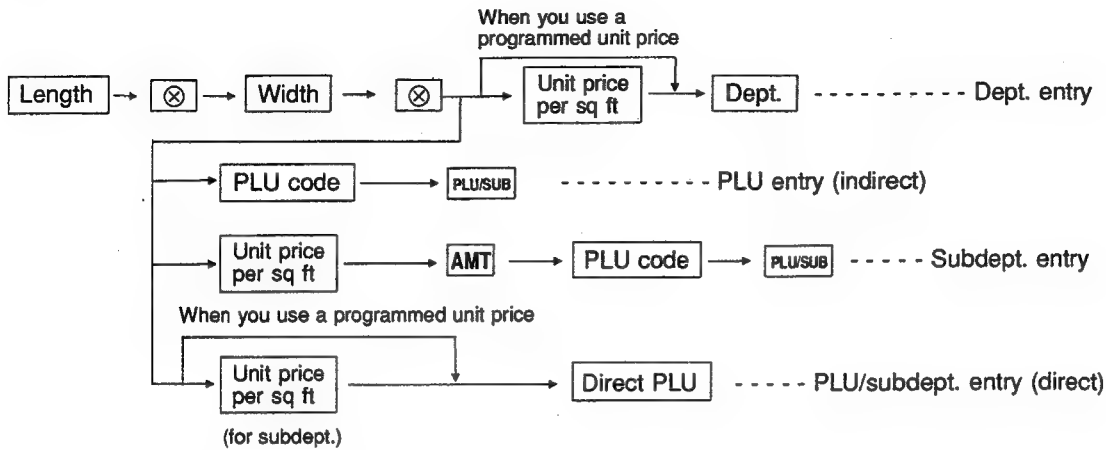 When you use a
programmed unit price
Length ⊗ Width ⊗ Unit price
per sq ft Dept. Dept. entry
PLU code PLU/SUB PLU entry (indirect)
Unit price
per sq ft AMT PLU code PLU/SUB Subdept. entry
When you use a programmed unit price
Unit price
per sq ft Direct PLU PLU/subdept. entry (direct)
(for subdept.)